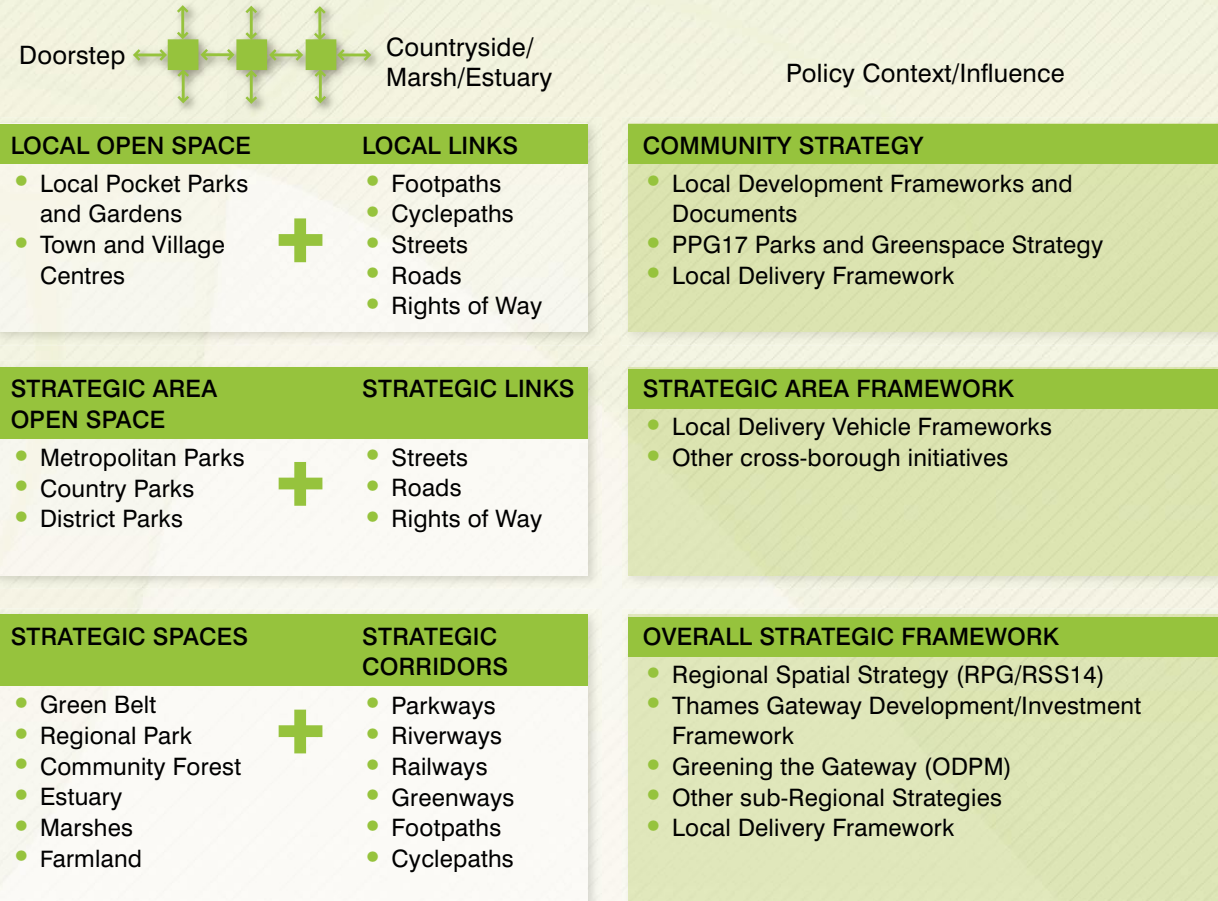 Doorstep
Countryside/
Marsh/Estuary
Policy Context/Influence
LOCAL OPEN SPACE
Local Pocket Parks
and Gardens
Town and Village
Centres
LOCAL LINKS
Footpaths
Cyclepaths
Streets
Roads
Rights of Way
COMMUNITY STRATEGY
Local Development Frameworks and
Documents
PPG17 Parks and Greenspace Strategy
Local Delivery Framework
STRATEGIC AREA
OPEN SPACE
Metropolitan Parks
Country Parks
District Parks
STRATEGIC LINKS
Streets
Roads
Rights of Way
STRATEGIC AREA FRAMEWORK
Local Delivery Vehicle Frameworks
Other cross-borough initiatives
STRATEGIC SPACES
Green Belt
Regional Park
Community Forest
Estuary
Marshes
Farmland
STRATEGIC
CORRIDORS
Parkways
Riverways
Railways
Greenways
Footpaths
Cyclepaths
OVERALL STRATEGIC FRAMEWORK
Regional Spatial Strategy (RPG/RSS14)
Thames Gateway Development/Investment
Framework
Greening the Gateway (ODPM)
Other sub-Regional Strategies
Local Delivery Framework